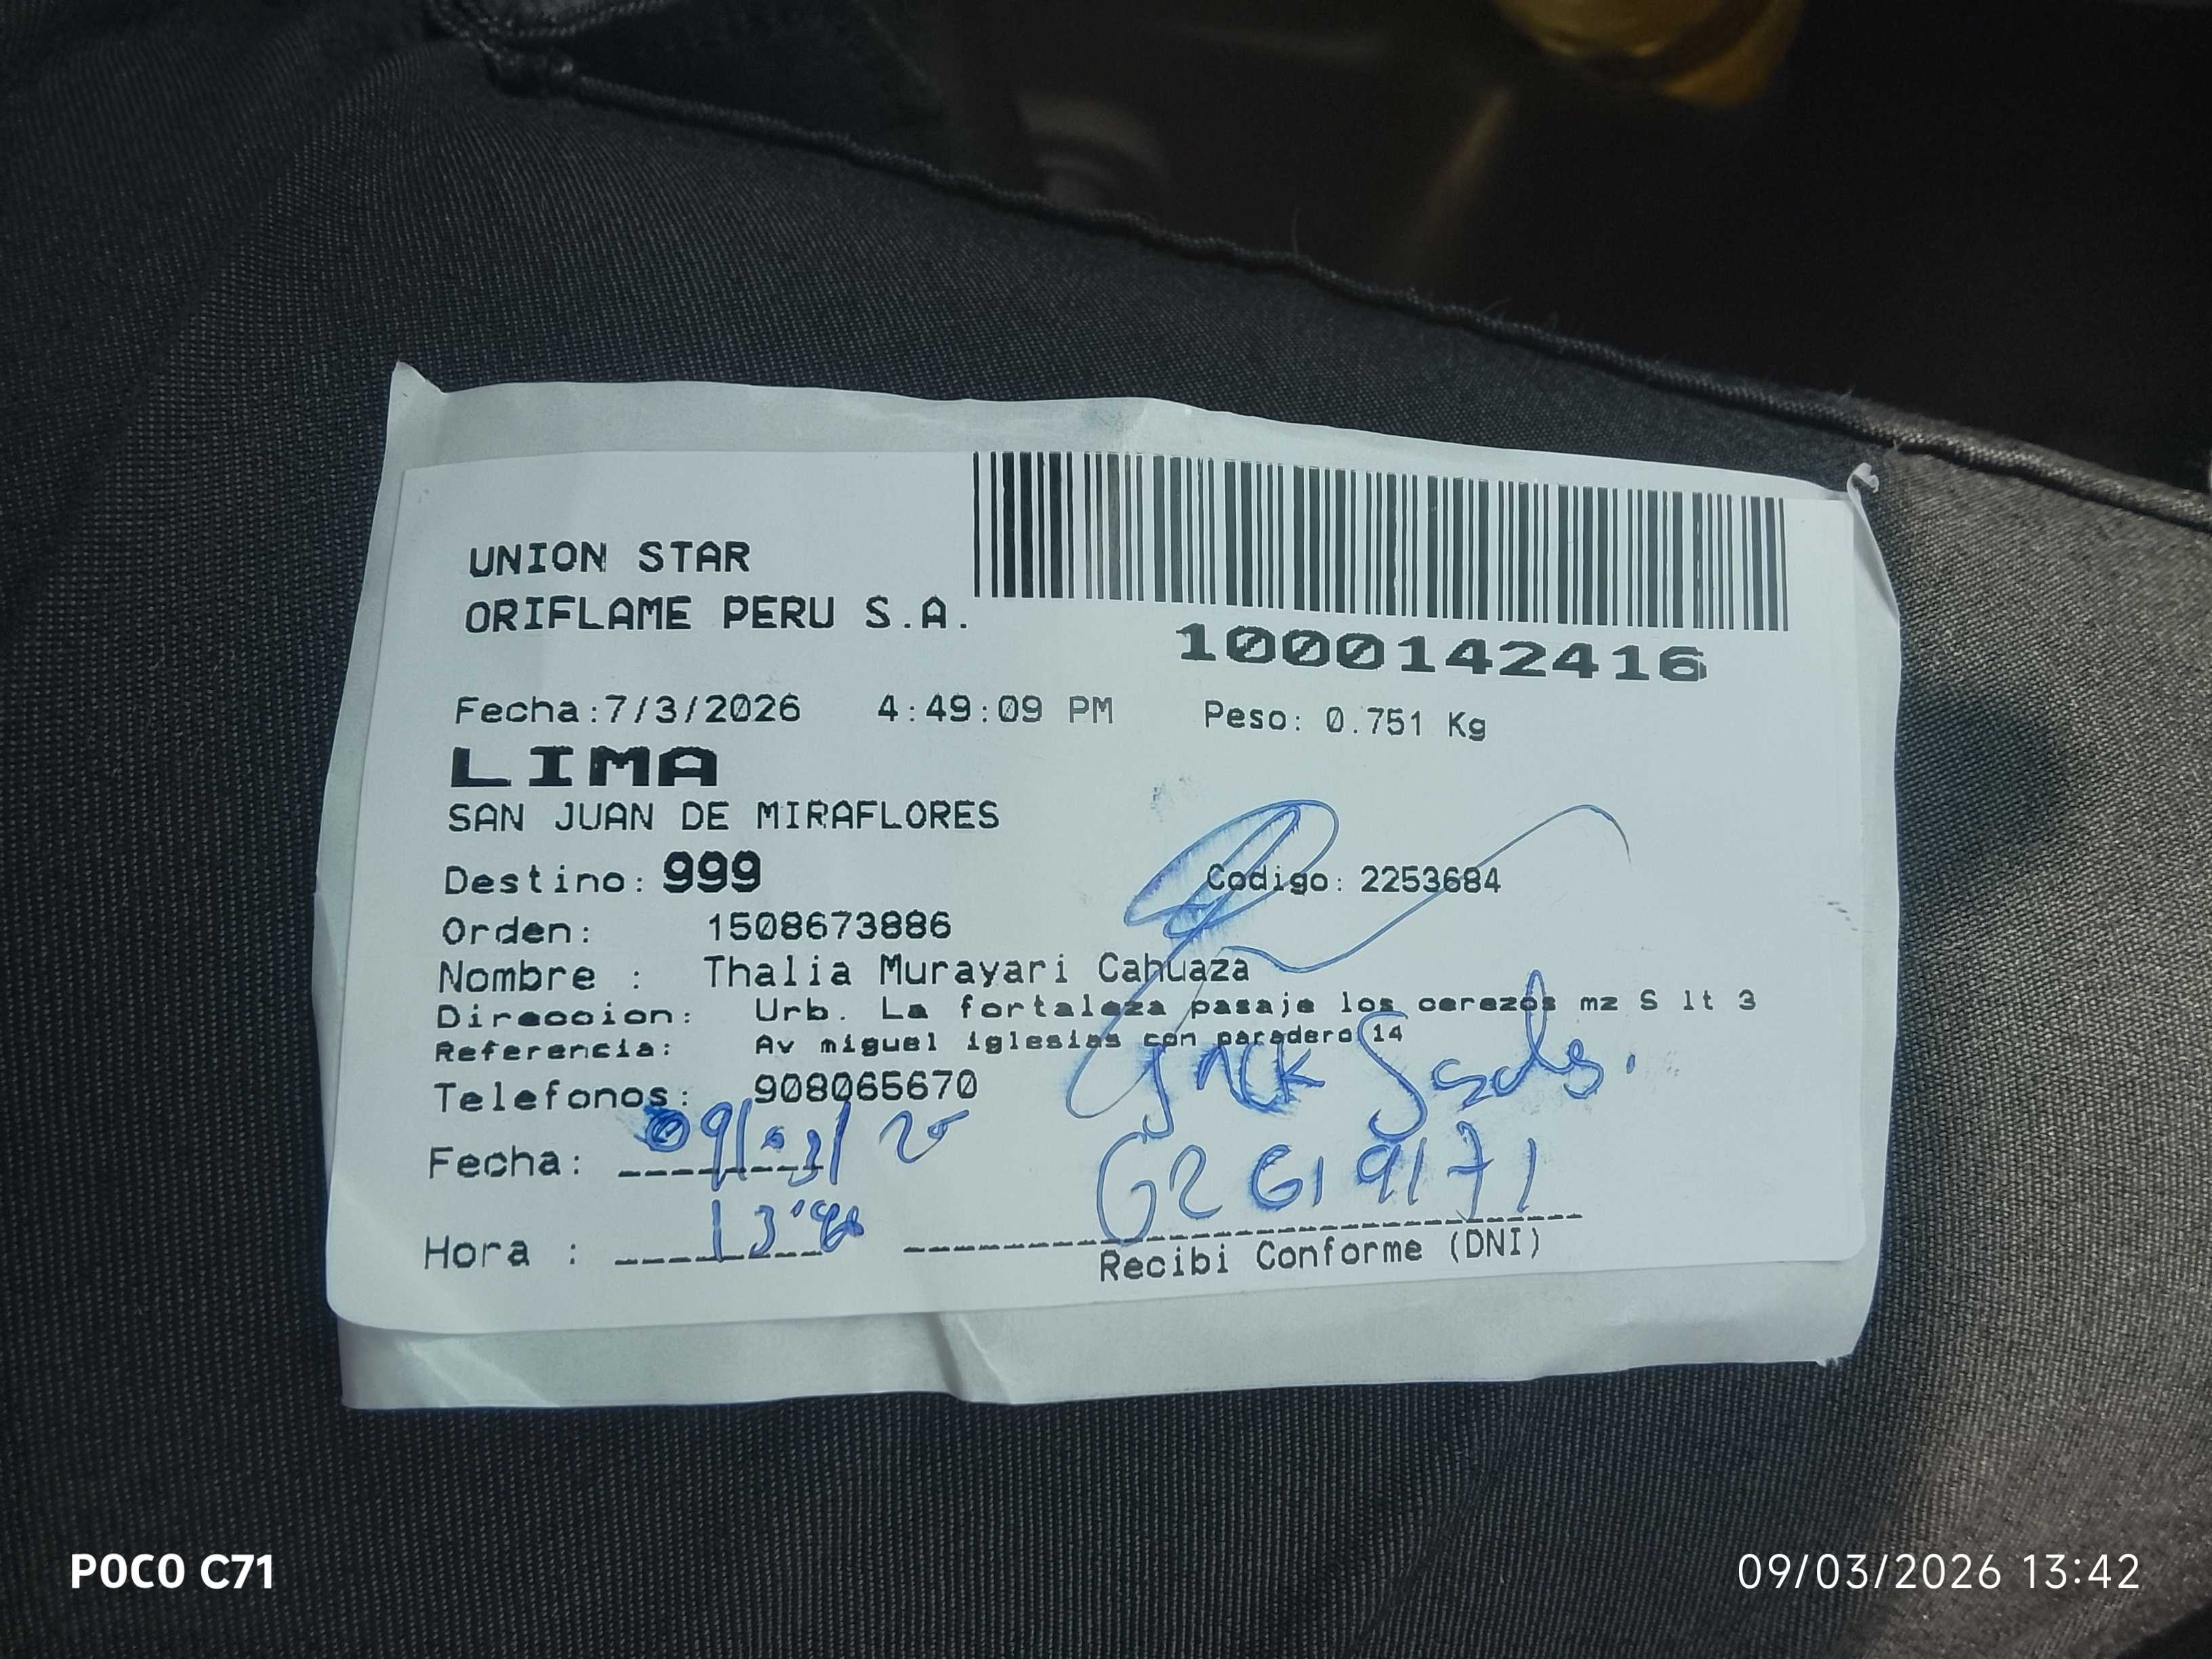 UNION STAR
ORIFLAME PERU S.A.
1000142416
Fecha:7/3/2026 4:49:09 PM Peso: 0.751 Kg
LIMA
SAN JUAN DE MIRAFLORES
Destino: 999 Codigo: 2253684
Orden: 1508673886
Nombre : Thalia Murayari Cahuaza
Direccion: Urb. La fortaleza pasaje los cerezos mz S lt 3
Referencia: Av miguel iglesias con paradero 14
Telefonos: 908065670
Fecha: 09/03/
Hora :
Recibi Conforme (DNI)
POCO C71
09/03/2026 13:42